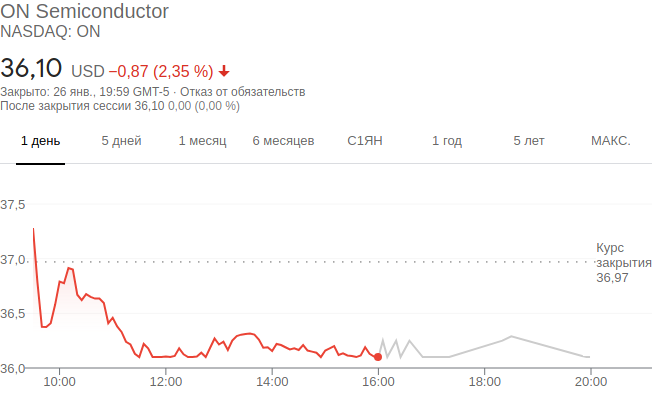 ON Semiconductor
NASDAQ: ON
36,10 USD −0,87 (2,35 %)
Закрыто: 26 янв., 19:59 GMT-5 · Отказ от обязательств
После закрытия сессии 36,10 0,00 (0,00 %)
1 день 5 дней 1 месяц 6 месяцев С1ЯН 1 год 5 лет МАКС.
37,5
37,0
36,5
36,0
Курс
закрытия
36,97
10:00 12:00 14:00 16:00 18:00 20:00